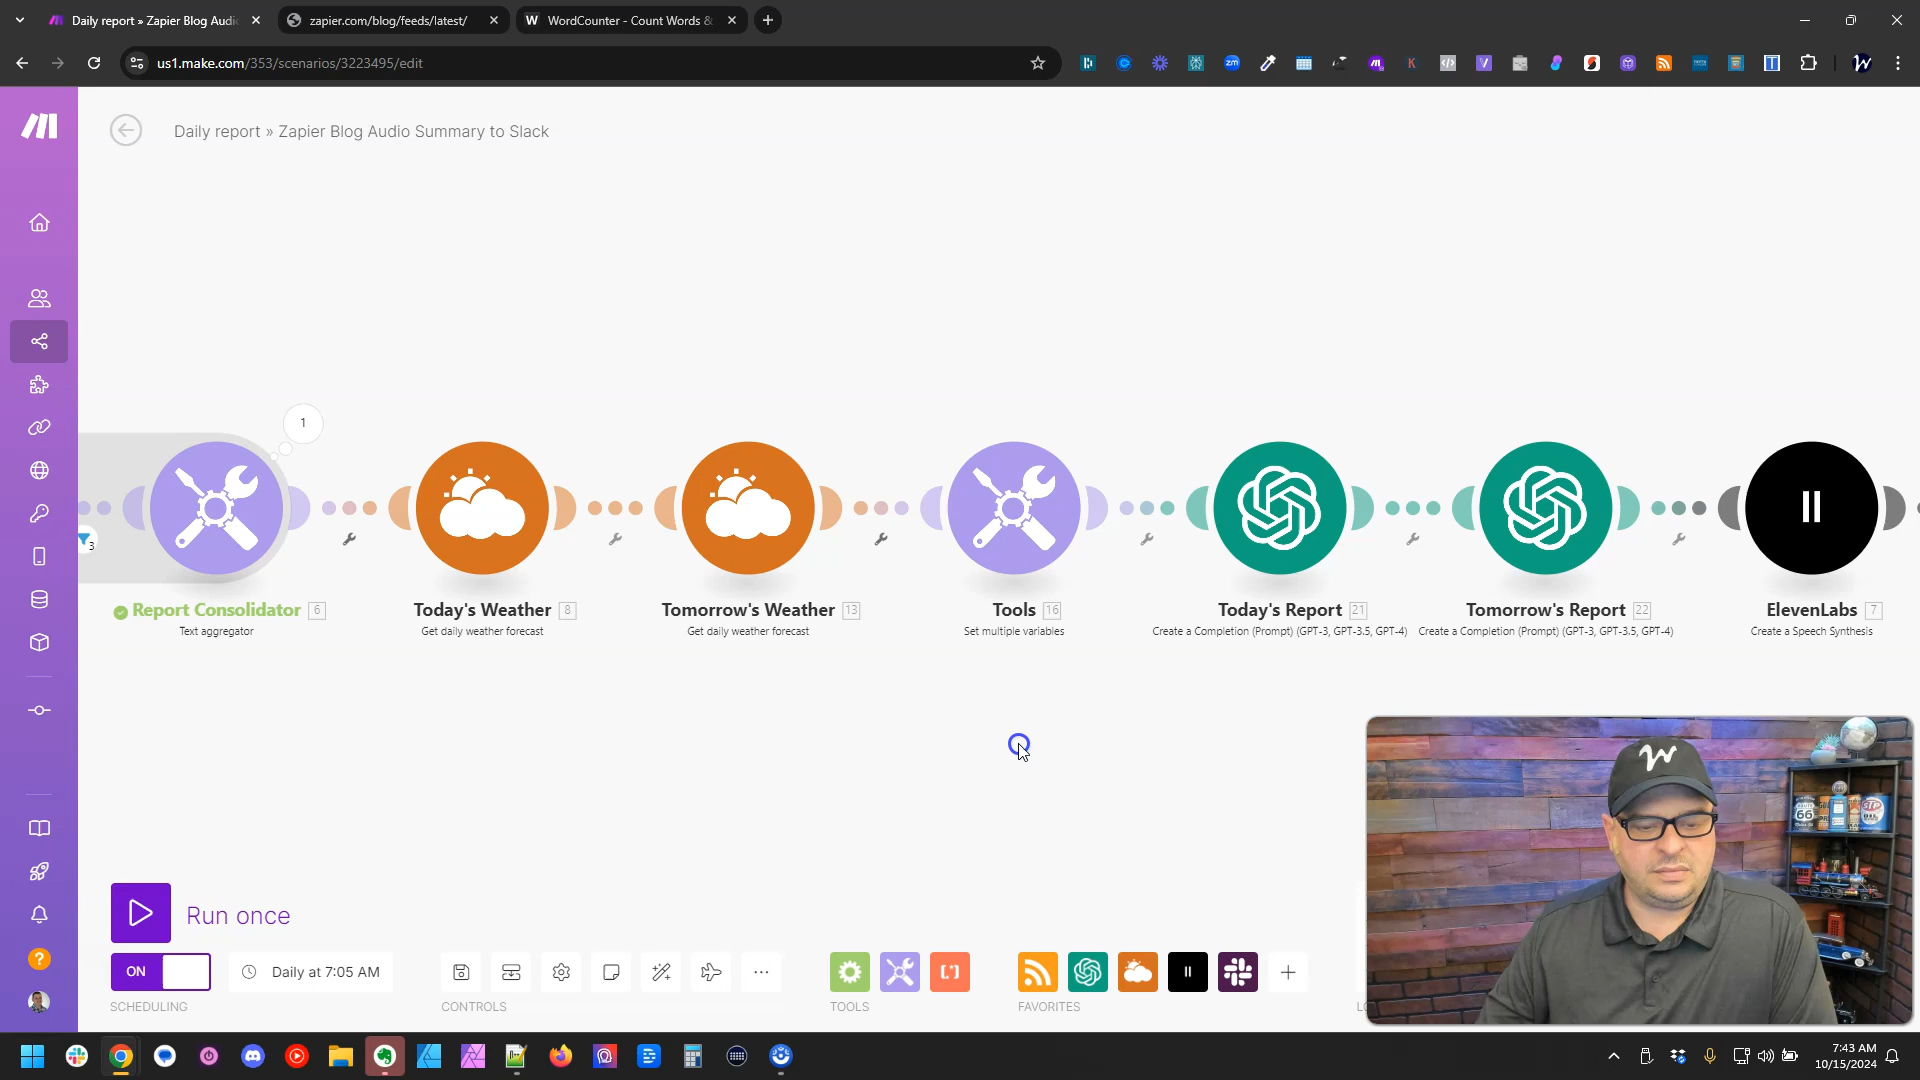 Daily report » Zapier Blog Audio
zapier.com/blog/feeds/latest/
W WordCounter - Count Words &
us1.make.com/353/scenarios/3223495/edit
Daily report » Zapier Blog Audio Summary to Slack
1
3
Report Consolidator 6
Text aggregator
Today's Weather 8
Get daily weather forecast
Tomorrow's Weather 13
Get daily weather forecast
Tools 16
Set multiple variables
Today's Report 21
Create a Completion (Prompt) (GPT-3, GPT-3.5, GPT-4)
Tomorrow's Report 22
Create a Completion (Prompt) (GPT-3, GPT-3.5, GPT-4)
ElevenLabs 7
Create a Speech Synthesis
Run once
ON
Daily at 7:05 AM
SCHEDULING
CONTROLS
TOOLS
FAVORITES
7:43 AM
10/15/2024